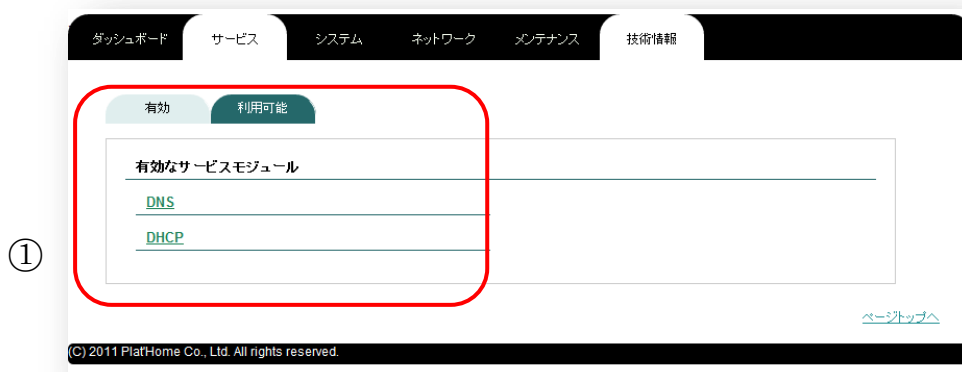 ダッシュボード サービス システム ネットワーク メンテナンス 技術情報
有効 利用可能
有効なサービスモジュール
DNS
DHCP
①
ページトップへ
(C) 2011 Plat'Home Co., Ltd. All rights reserved.